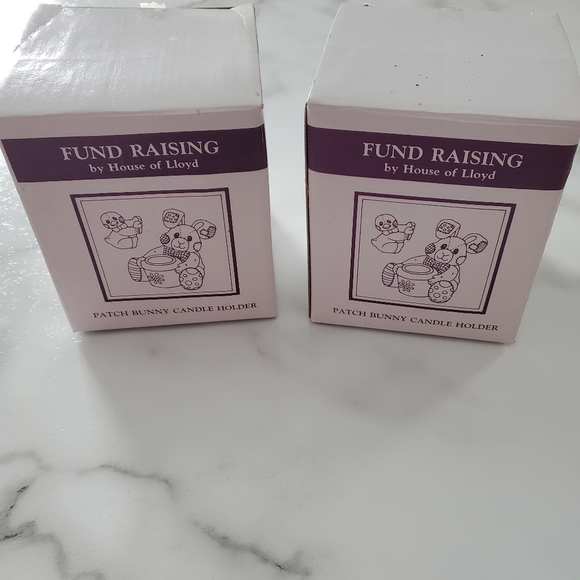 FUND RAISING
by House of Lloyd
PATCH BUNNY CANDLE HOLDER
FUND RAISING
by House of Lloyd
PATCH BUNNY CANDLE HOLDER